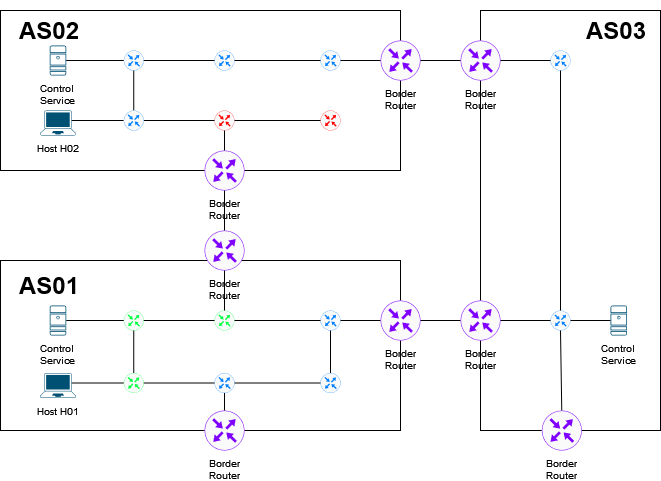 AS02
AS03
Control
Service
Border
Router
Border
Router
Host H02
Border
Router
AS01
Border
Router
Control
Service
Border
Router
Border
Router
Control
Service
Host H01
Border
Router
Border
Router